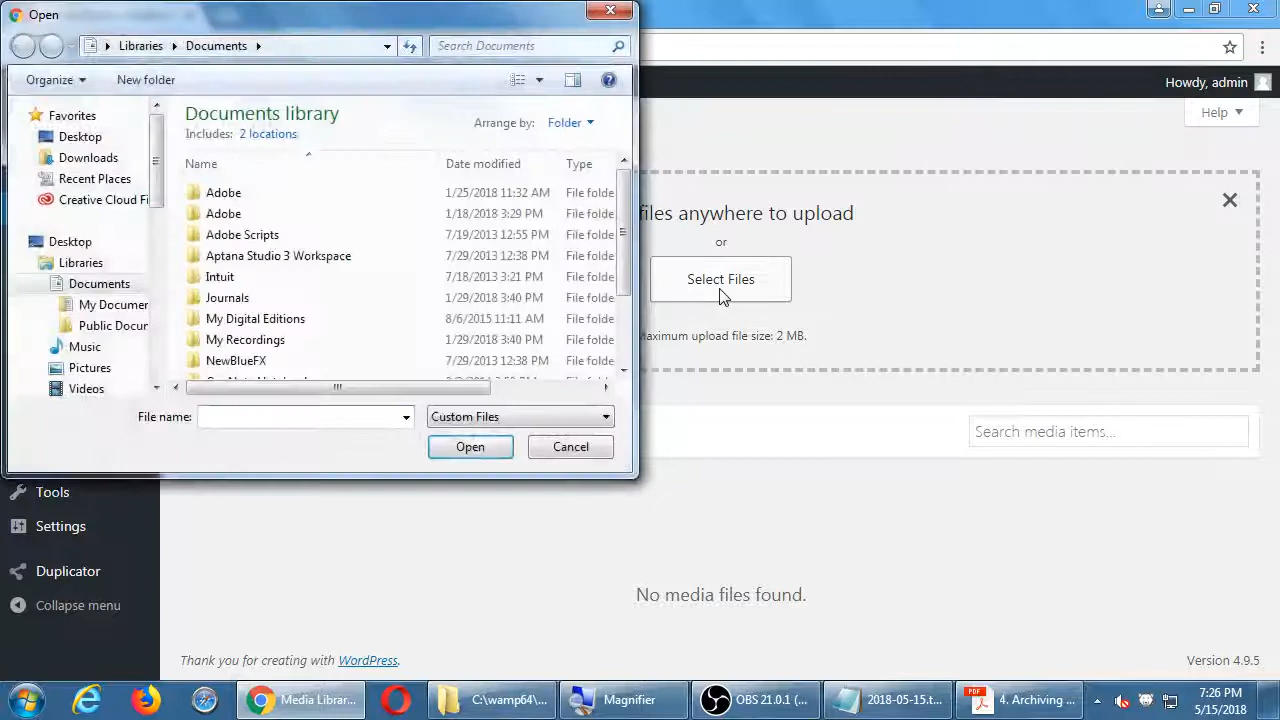 Open
Libraries
Documents
Search Documents
Howdy, admin
Organize
New folder
Help
Favorites
Desktop
Downloads
Recent Places
Creative Cloud Fi
Desktop
Libraries
Documents
My Documer
Public Docur
Music
Pictures
Videos
Documents library
Includes: 2 locations
Arrange by: Folder
Name Date modified Type
Adobe 1/25/2018 11:32 AM File folde
Adobe 1/18/2018 3:29 PM File folde
Adobe Scripts 7/19/2013 12:55 PM File folde
Aptana Studio 3 Workspace 7/29/2013 12:38 PM File folde
Intuit 7/18/2013 3:21 PM File folde
Journals 1/29/2018 3:40 PM File folde
My Digital Editions 8/6/2015 11:11 AM File folde
My Recordings 1/29/2018 3:40 PM File folde
NewBlueFX 7/29/2013 12:38 PM File folde
File name:
Custom Files
Open
Cancel
files anywhere to upload
or
Select Files
Maximum upload file size: 2 MB.
Search media items...
Tools
Settings
Duplicator
Collapse menu
No media files found.
Thank you for creating with WordPress.
Version 4.9.5
Media Librar...
C:\wamp64\...
Magnifier
OBS 21.0.1 (...
2018-05-15.t...
PDF
4. Archiving ...
7:26 PM
5/15/2018